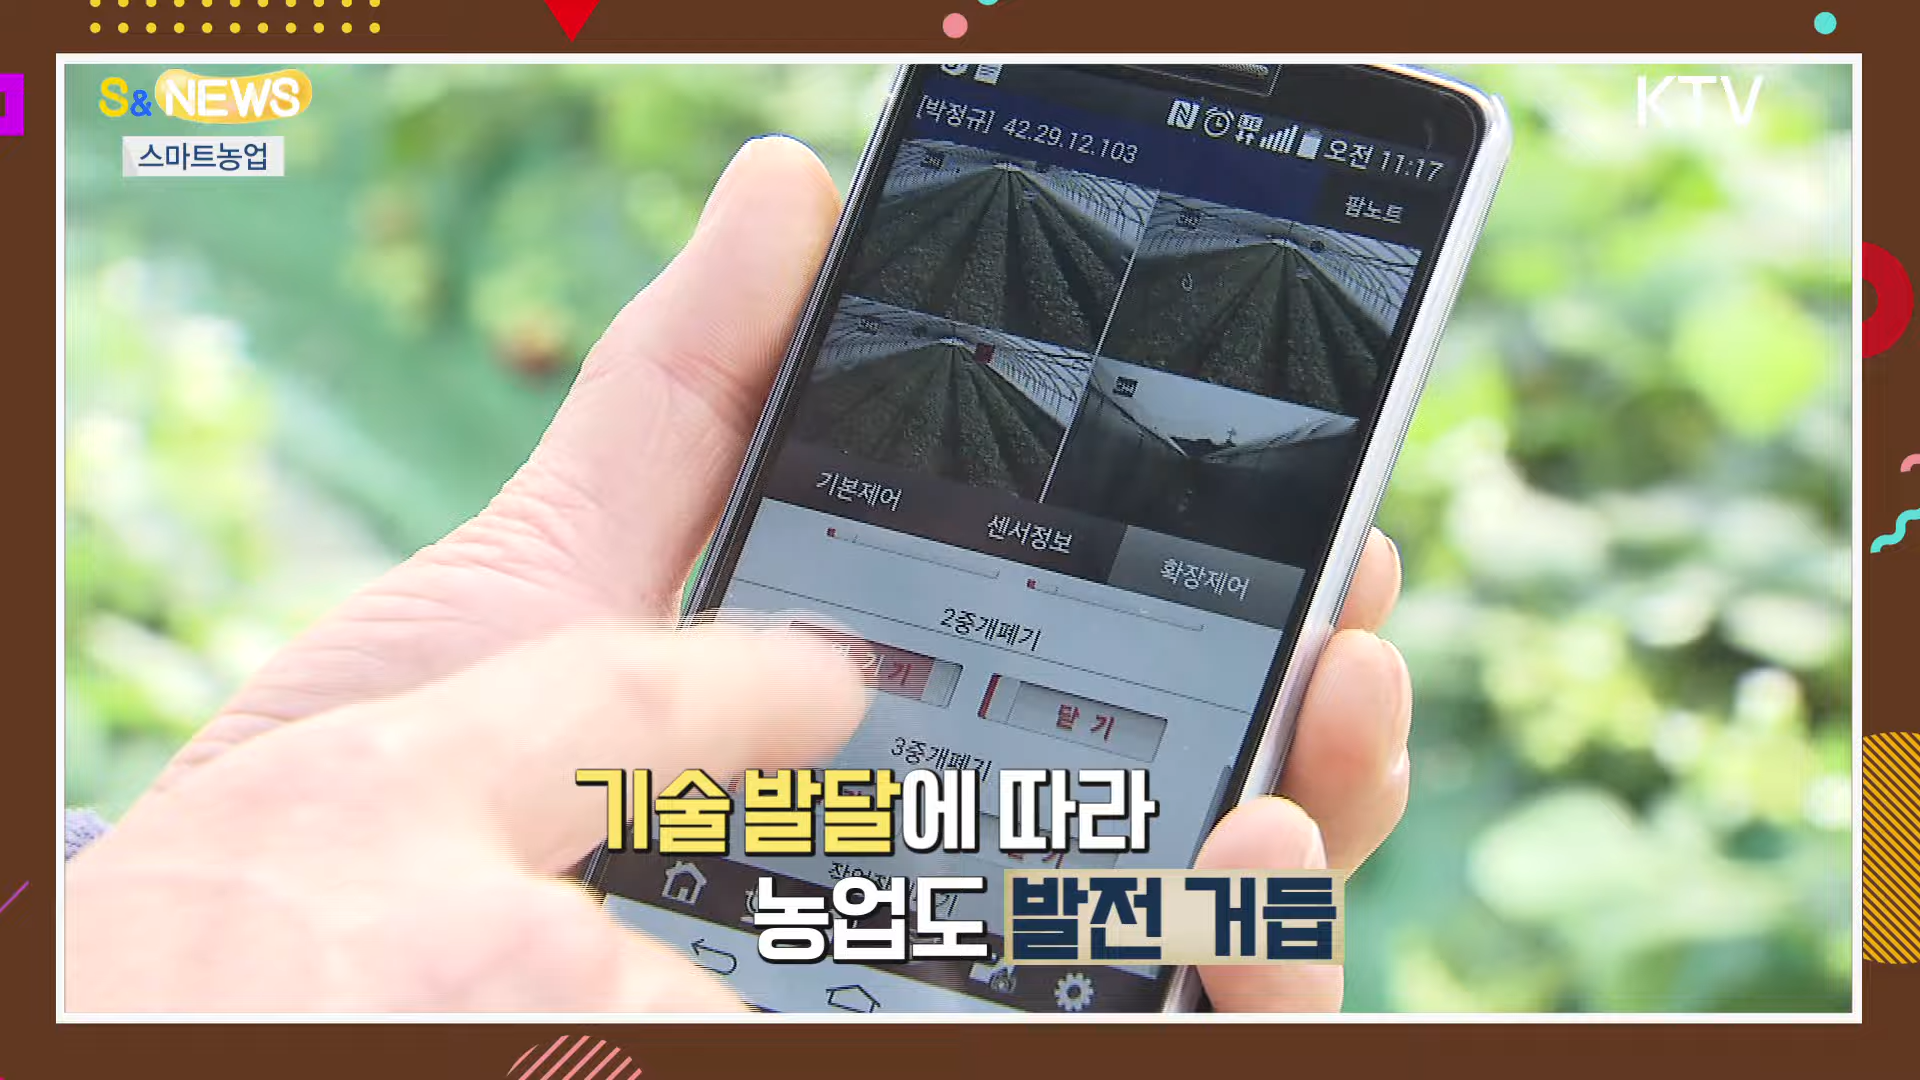 S& NEWS
스마트농업
KTV
오전 11:17
[박정규] 42.29.12.103
팜노트
기본제어
센서정보
확장제어
2중개폐기
닫기
3중개폐기
기술 발달에 따라
농업도 발전 거듭